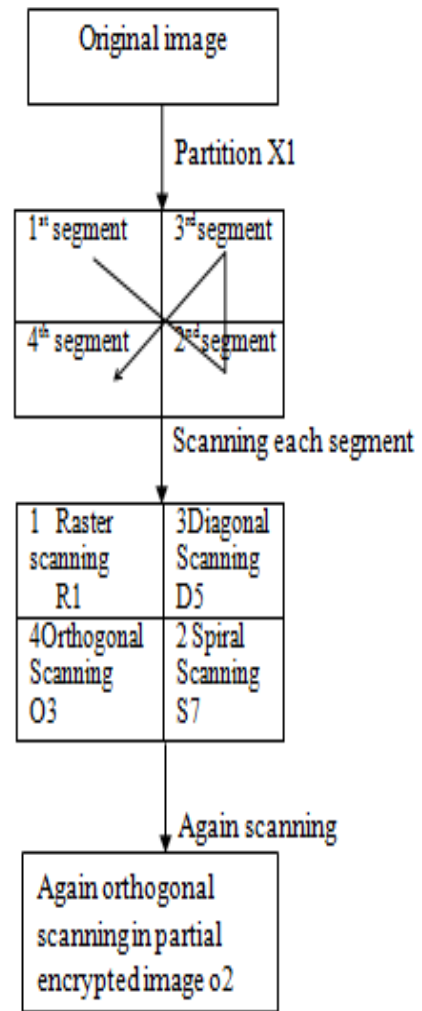 Original image
Partition X1
1st segment
3rd segment
4th segment
2nd segment
Scanning each segment
1 Raster
scanning
R1
3Diagonal
Scanning
D5
4Orthogonal
Scanning
O3
2 Spiral
Scanning
S7
Again scanning
Again orthogonal
scanning in partial
encrypted image o2